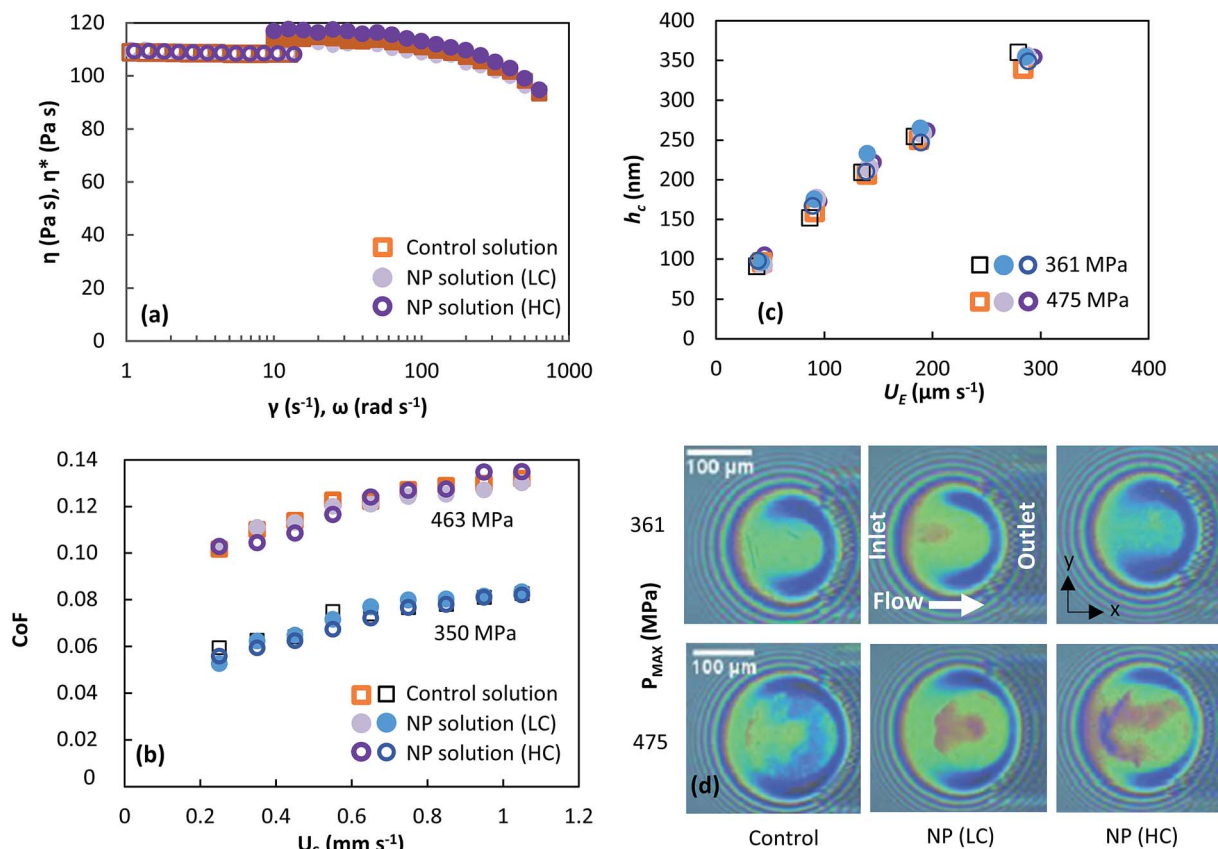 120
100
80
60
40
20
0
η (Pa s), η* (Pa s)
Control solution
NP solution (LC)
NP solution (HC)
(a)
1
10
100
1000
γ (s-1), ω (rad s-1)
400
350
300
250
200
150
100
50
0
hc (nm)
361 MPa
475 MPa
(c)
0
100
200
300
400
UE (μm s-1)
0.14
0.12
0.10
0.08
0.06
0.04
0.02
0
CoF
463 MPa
350 MPa
Control solution
NP solution (LC)
NP solution (HC)
(b)
0
0.2
0.4
0.6
0.8
1
1.2
(mm s-1)
PMAX (MPa)
361
475
100 μm
Inlet
Outlet
Flow
y
x
100 μm
(d)
Control
NP (LC)
NP (HC)